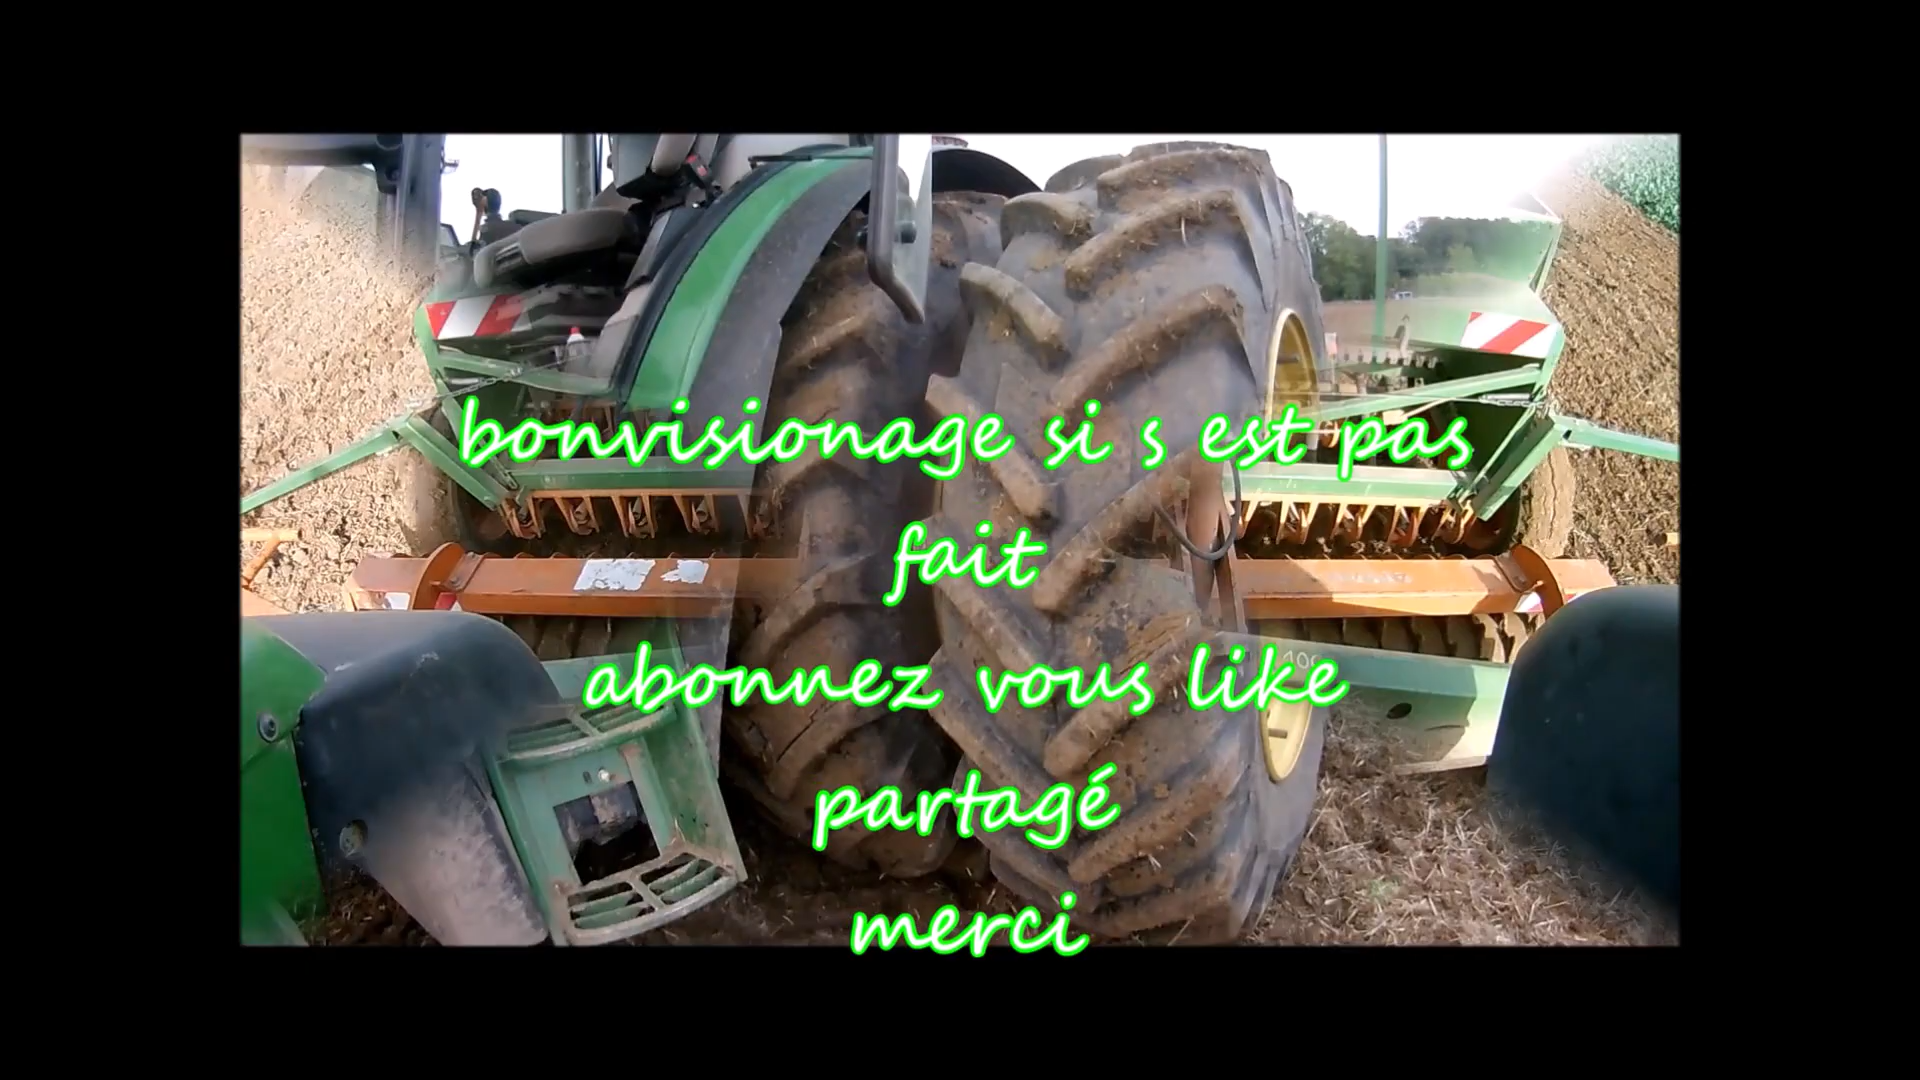 bonvisionage si s est pas
fait
abonnez vous like
partagé
merci